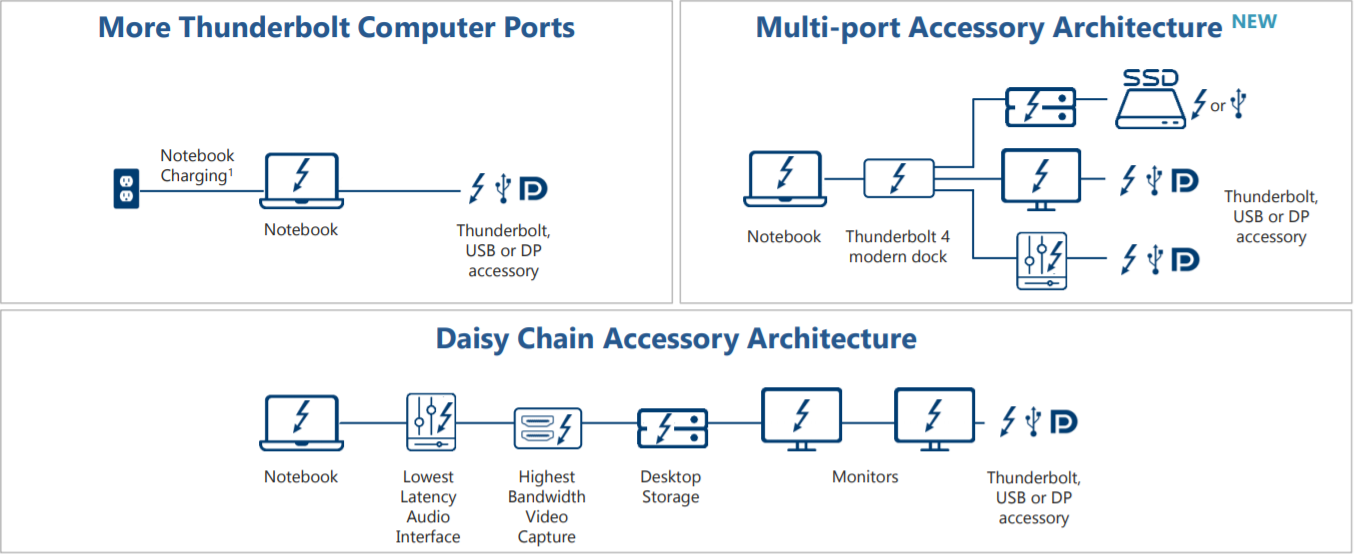 More Thunderbolt Computer Ports
Notebook
Charging¹
Notebook
Thunderbolt,
USB or DP
accessory
Multi-port Accessory Architecture NEW
SSD
or
Notebook
Thunderbolt 4
modern dock
Thunderbolt,
USB or DP
accessory
Daisy Chain Accessory Architecture
Notebook
Lowest
Latency
Audio
Interface
Highest
Bandwidth
Video
Capture
Desktop
Storage
Monitors
Thunderbolt,
USB or DP
accessory